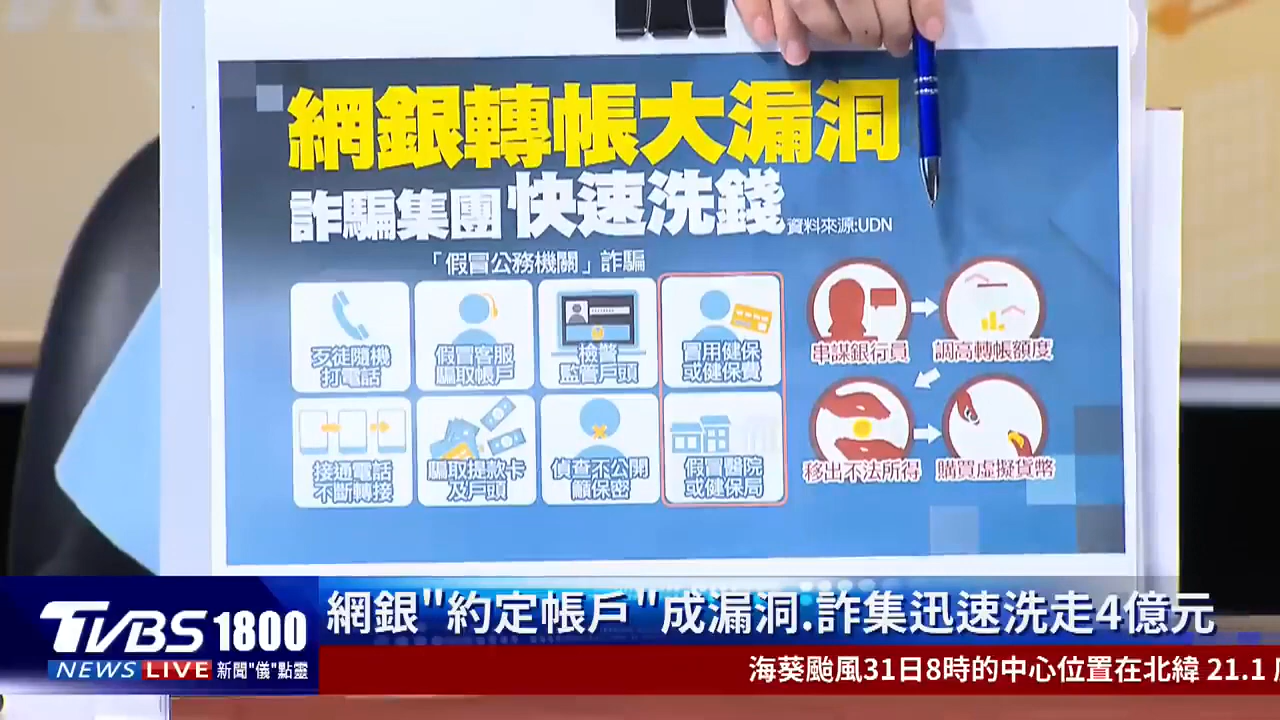 網銀轉帳大漏洞
詐騙集團快速洗錢 資料來源:UDN
「假冒公務機關」詐騙
歹徒隨機
打電話
假冒客服
騙取帳戶
檢警
監管戶頭
冒用健保
或健保費
接通電話
不斷轉接
騙取提款卡
及戶頭
偵查不公開
籲保密
假冒醫院
或健保局
串謀銀行員
調高轉帳額度
移出不法所得
購買虛擬貨幣
TVBS 1800
NEWS LIVE 新聞"儀"點靈
網銀"約定帳戶"成漏洞.詐集迅速洗走4億元
海葵颱風31日8時的中心位置在北緯 21.1